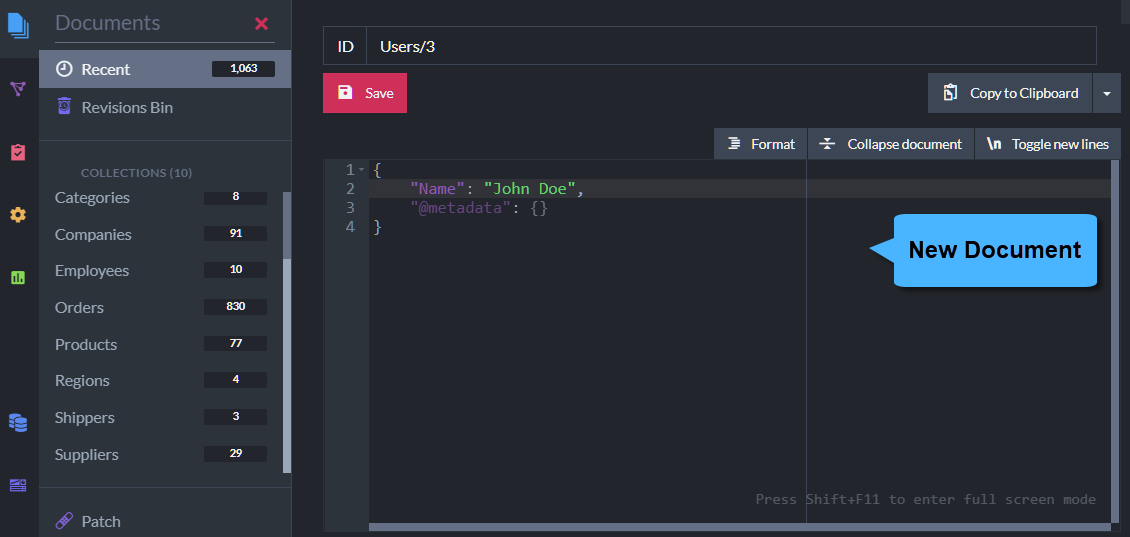 Documents
Recent 1,063
Revisions Bin
COLLECTIONS (10)
Categories 8
Companies 91
Employees 10
Orders 830
Products 77
Regions 4
Shippers 3
Suppliers 29
Patch
ID Users/3
Save
Copy to Clipboard
Format Collapse document \n Toggle new lines
1 {
2 "Name": "John Doe",
3 "@metadata": {}
4 }
New Document
Press Shift+F11 to enter full screen mode